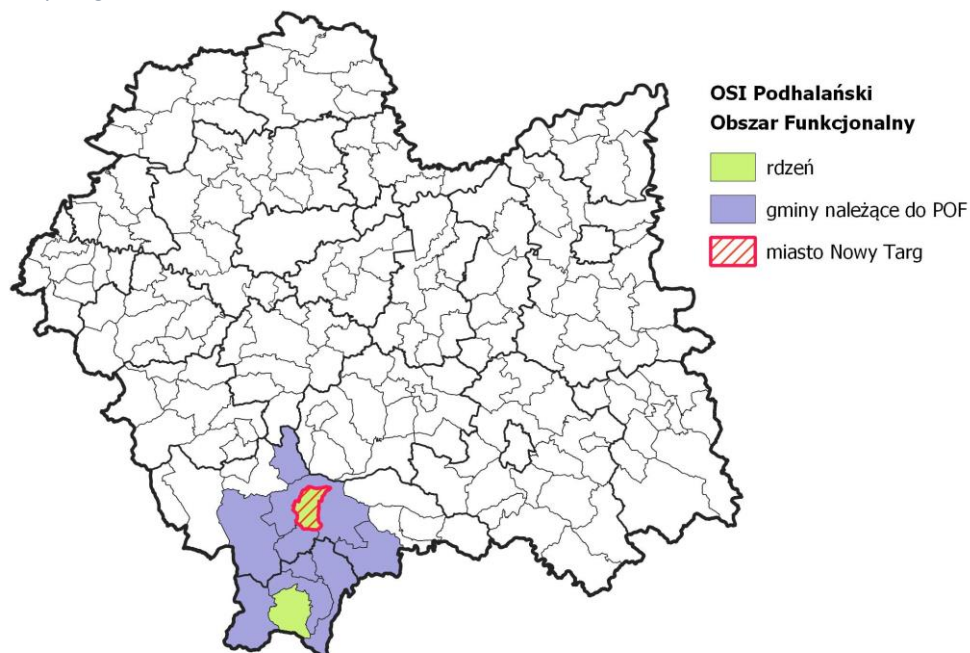 OSI Podhalański
Obszar Funkcjonalny
rdzeń
gminy należące do POF
miasto Nowy Targ